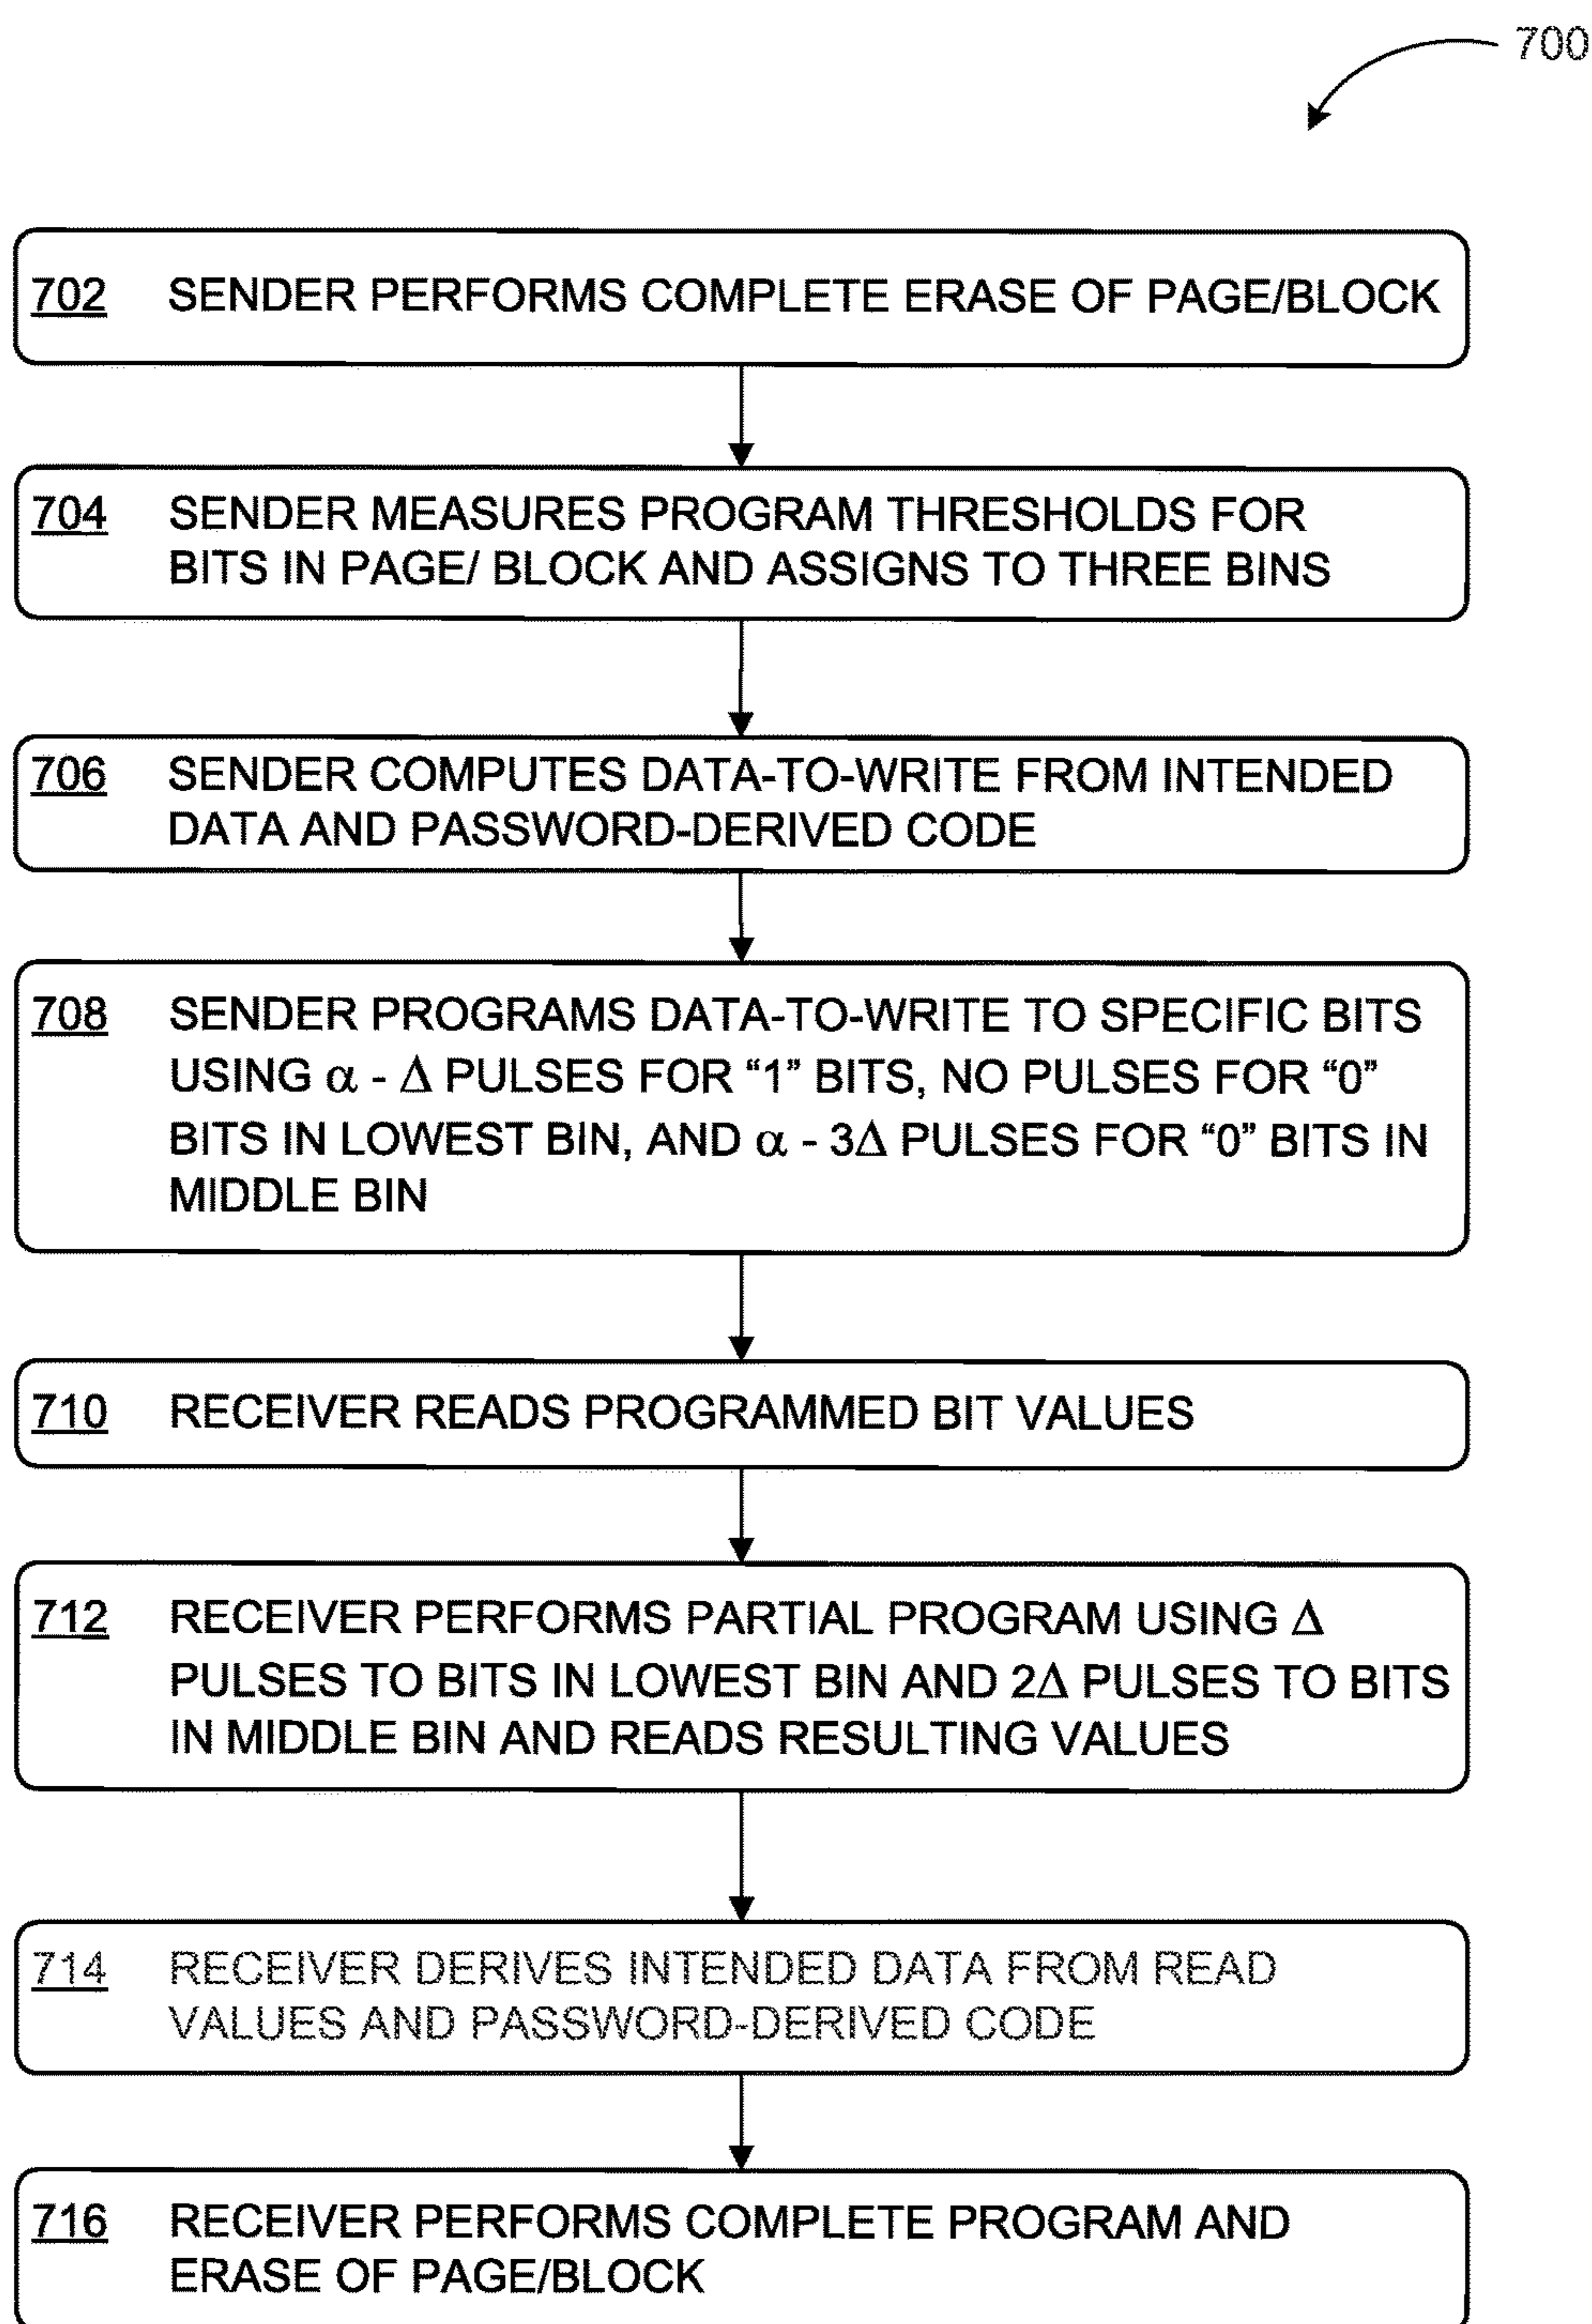 700
702 SENDER PERFORMS COMPLETE ERASE OF PAGE/BLOCK
704 SENDER MEASURES PROGRAM THRESHOLDS FOR
BITS IN PAGE/ BLOCK AND ASSIGNS TO THREE BINS
706 SENDER COMPUTES DATA-TO-WRITE FROM INTENDED
DATA AND PASSWORD-DERIVED CODE
708 SENDER PROGRAMS DATA-TO-WRITE TO SPECIFIC BITS
USING α - Δ PULSES FOR “1” BITS, NO PULSES FOR “0”
BITS IN LOWEST BIN, AND α - 3Δ PULSES FOR “0” BITS IN
MIDDLE BIN
710 RECEIVER READS PROGRAMMED BIT VALUES
712 RECEIVER PERFORMS PARTIAL PROGRAM USING Δ
PULSES TO BITS IN LOWEST BIN AND 2Δ PULSES TO BITS
IN MIDDLE BIN AND READS RESULTING VALUES
714 RECEIVER DERIVES INTENDED DATA FROM READ
VALUES AND PASSWORD-DERIVED CODE
716 RECEIVER PERFORMS COMPLETE PROGRAM AND
ERASE OF PAGE/BLOCK